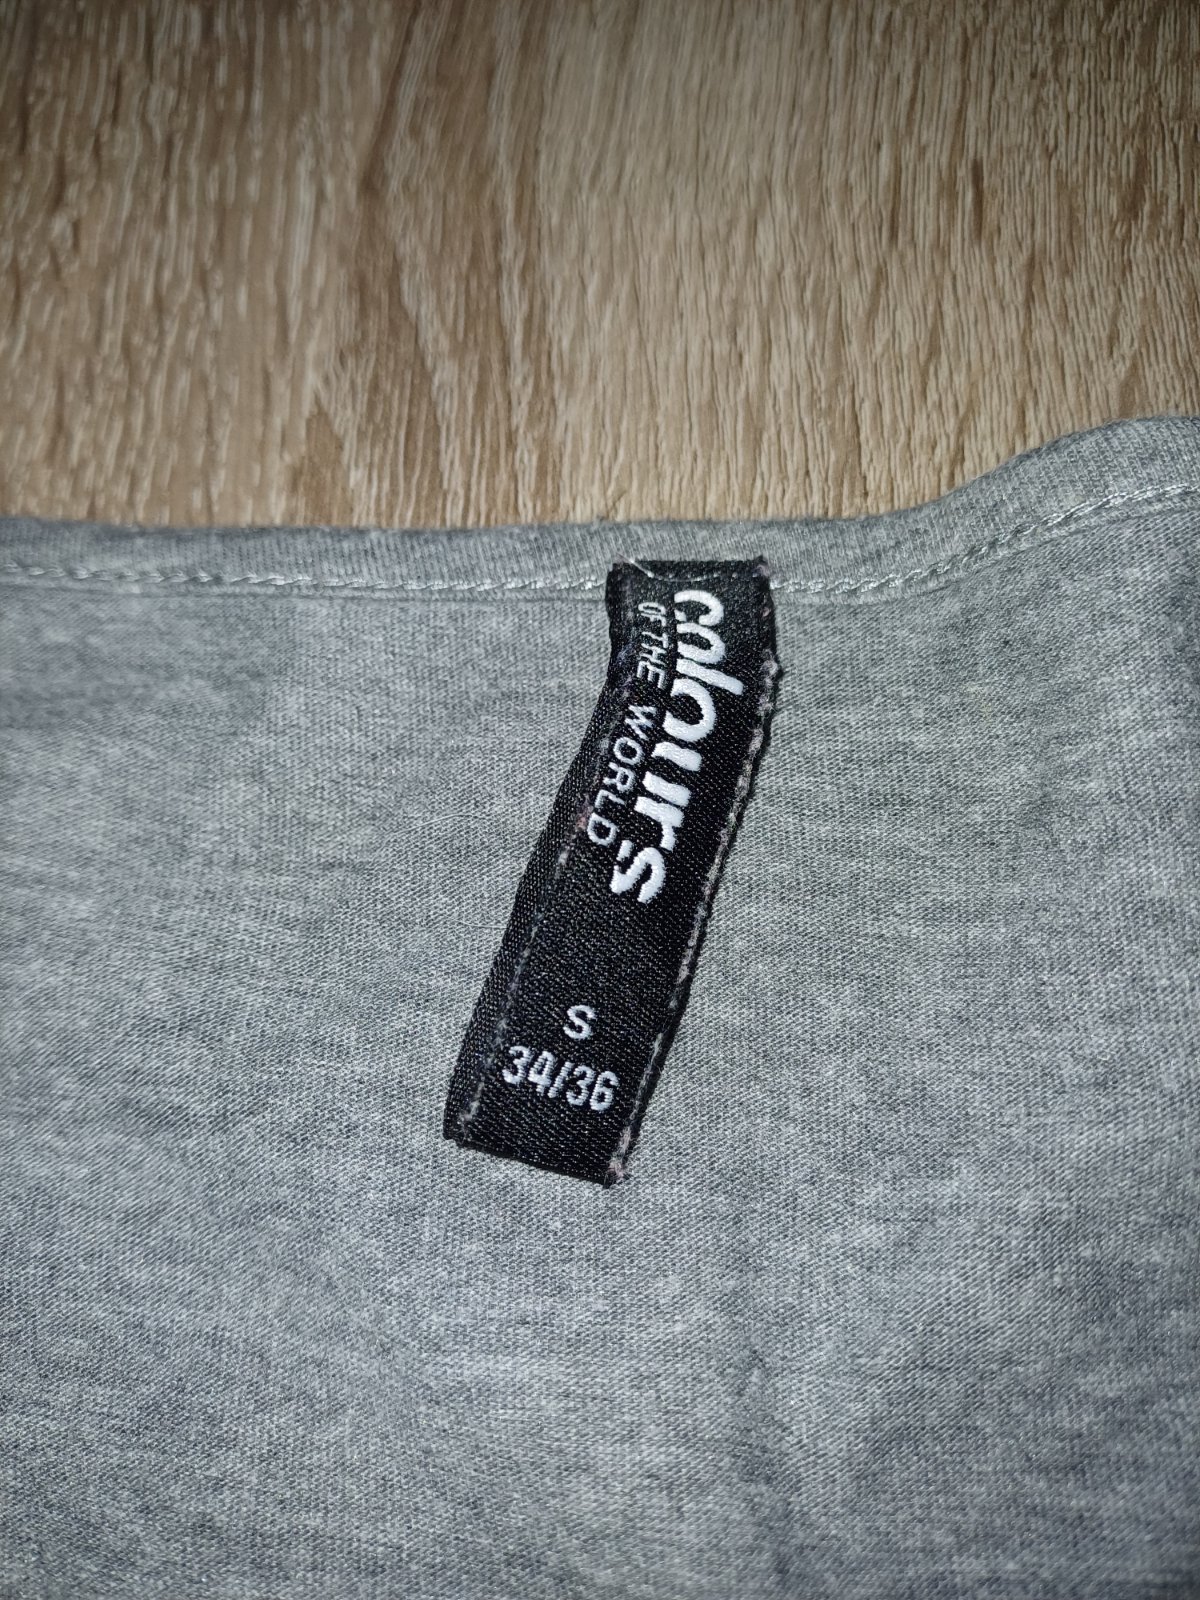 colours
OF THE WORLD
S
34/36